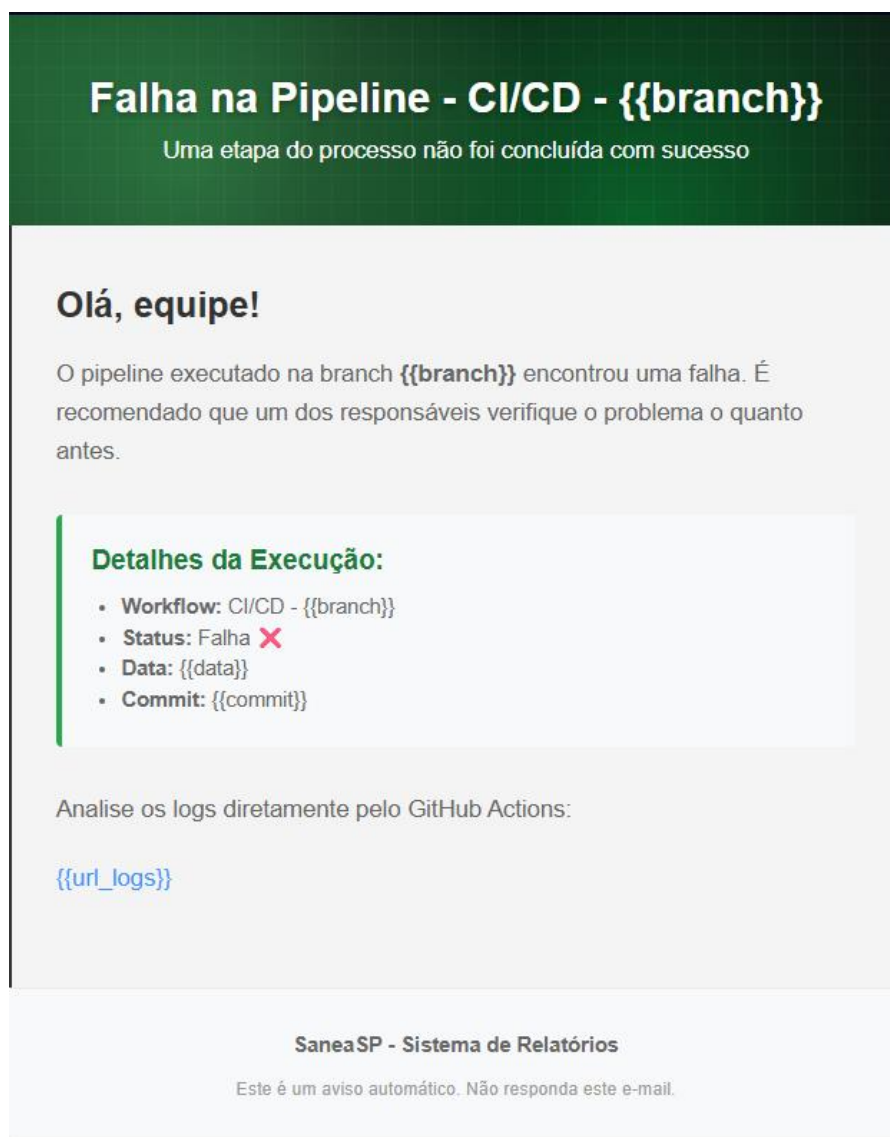 Falha na Pipeline - CI/CD - {{branch}}
Uma etapa do processo não foi concluída com sucesso
Olá, equipe!
O pipeline executado na branch {{branch}} encontrou uma falha. É
recomendado que um dos responsáveis verifique o problema o quanto
antes.
Detalhes da Execução:
• Workflow: CI/CD - {{branch}}
• Status: Falha ❌
• Data: {{data}}
• Commit: {{commit}}
Analise os logs diretamente pelo GitHub Actions:
{{url_logs}}
SaneaSP - Sistema de Relatórios
Este é um aviso automático. Não responda este e-mail.